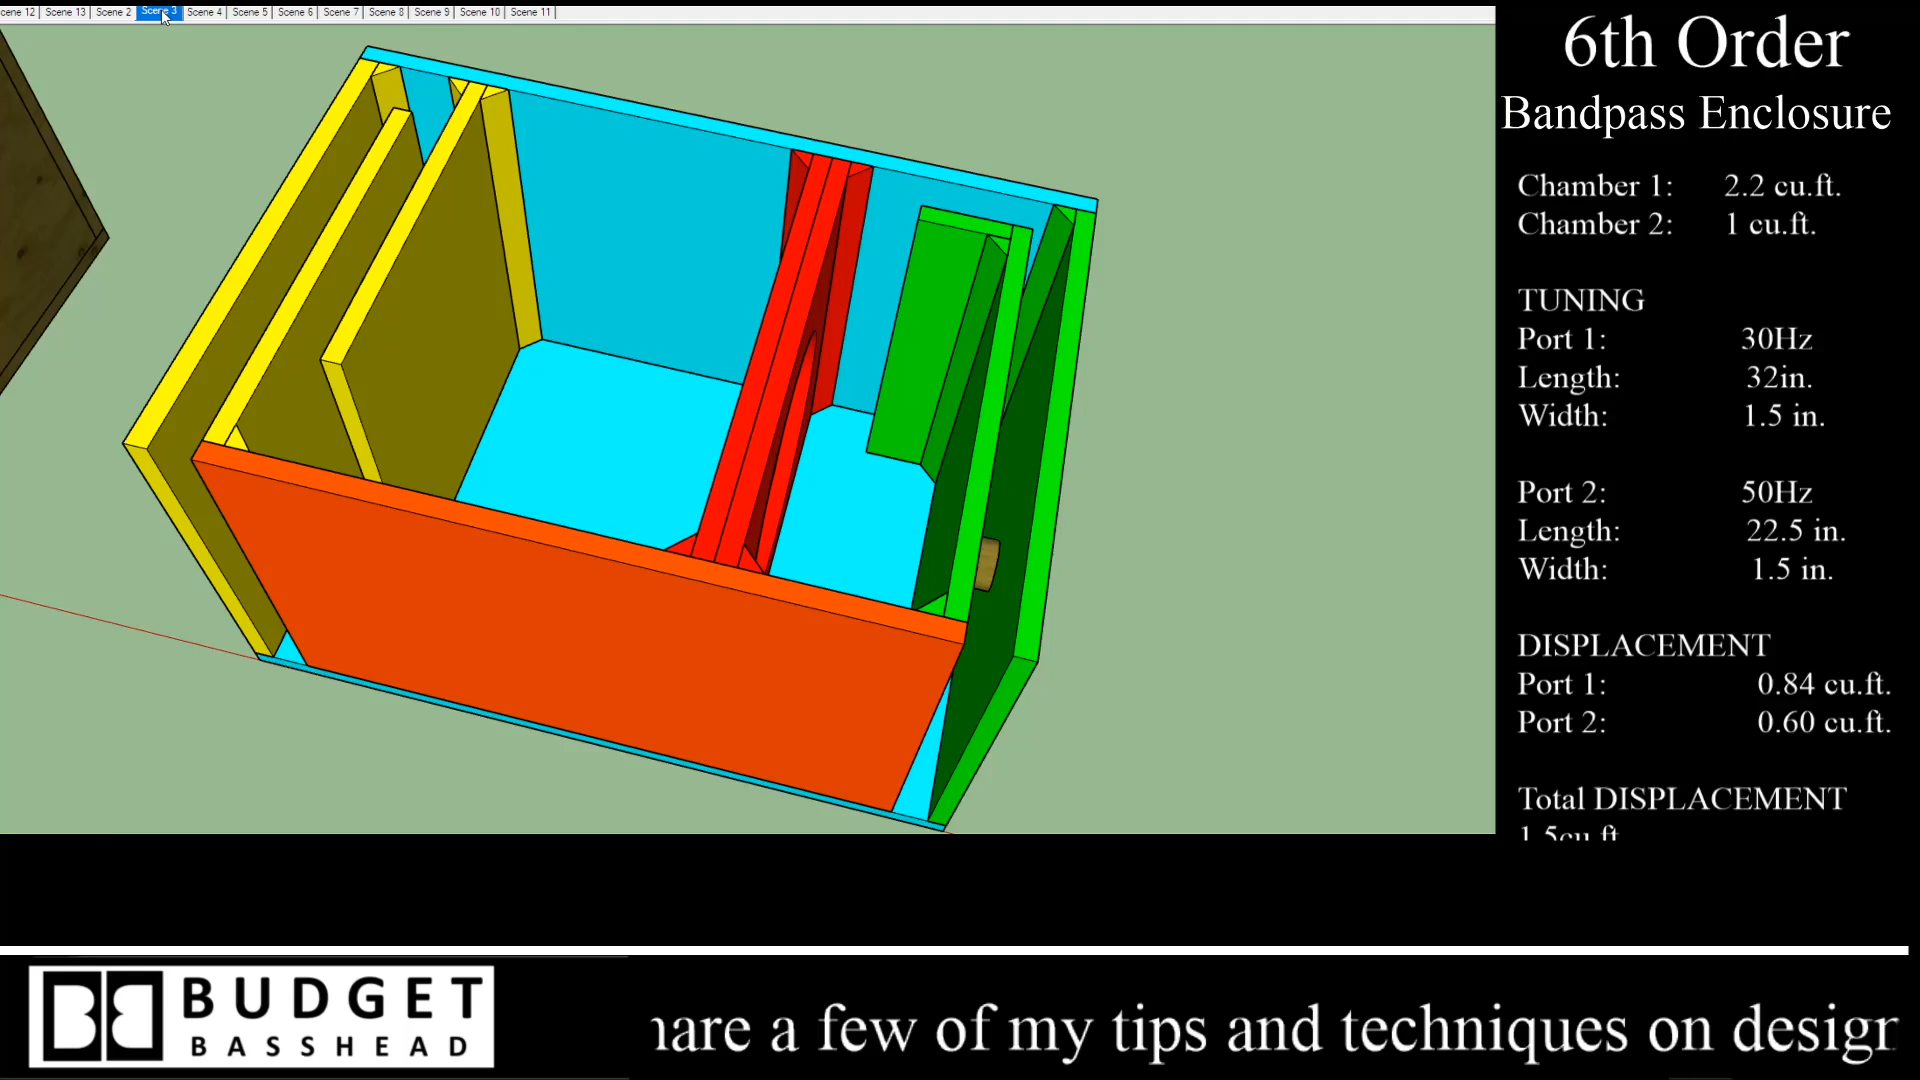 Scene 13
Scene 2
Scene 3
Scene 4
Scene 5
Scene 6
Scene 7
Scene 8
Scene 9
Scene 10
Scene 11
6th Order
Bandpass Enclosure
Chamber 1: 2.2 cu.ft.
Chamber 2: 1 cu.ft.
TUNING
Port 1: 30Hz
Length: 32in.
Width: 1.5 in.
Port 2: 50Hz
Length: 22.5 in.
Width: 1.5 in.
DISPLACEMENT
Port 1: 0.84 cu.ft.
Port 2: 0.60 cu.ft.
Total DISPLACEMENT
1.5cu.ft
BUDGET
BASSHEAD
a few of my tips and techniques on design